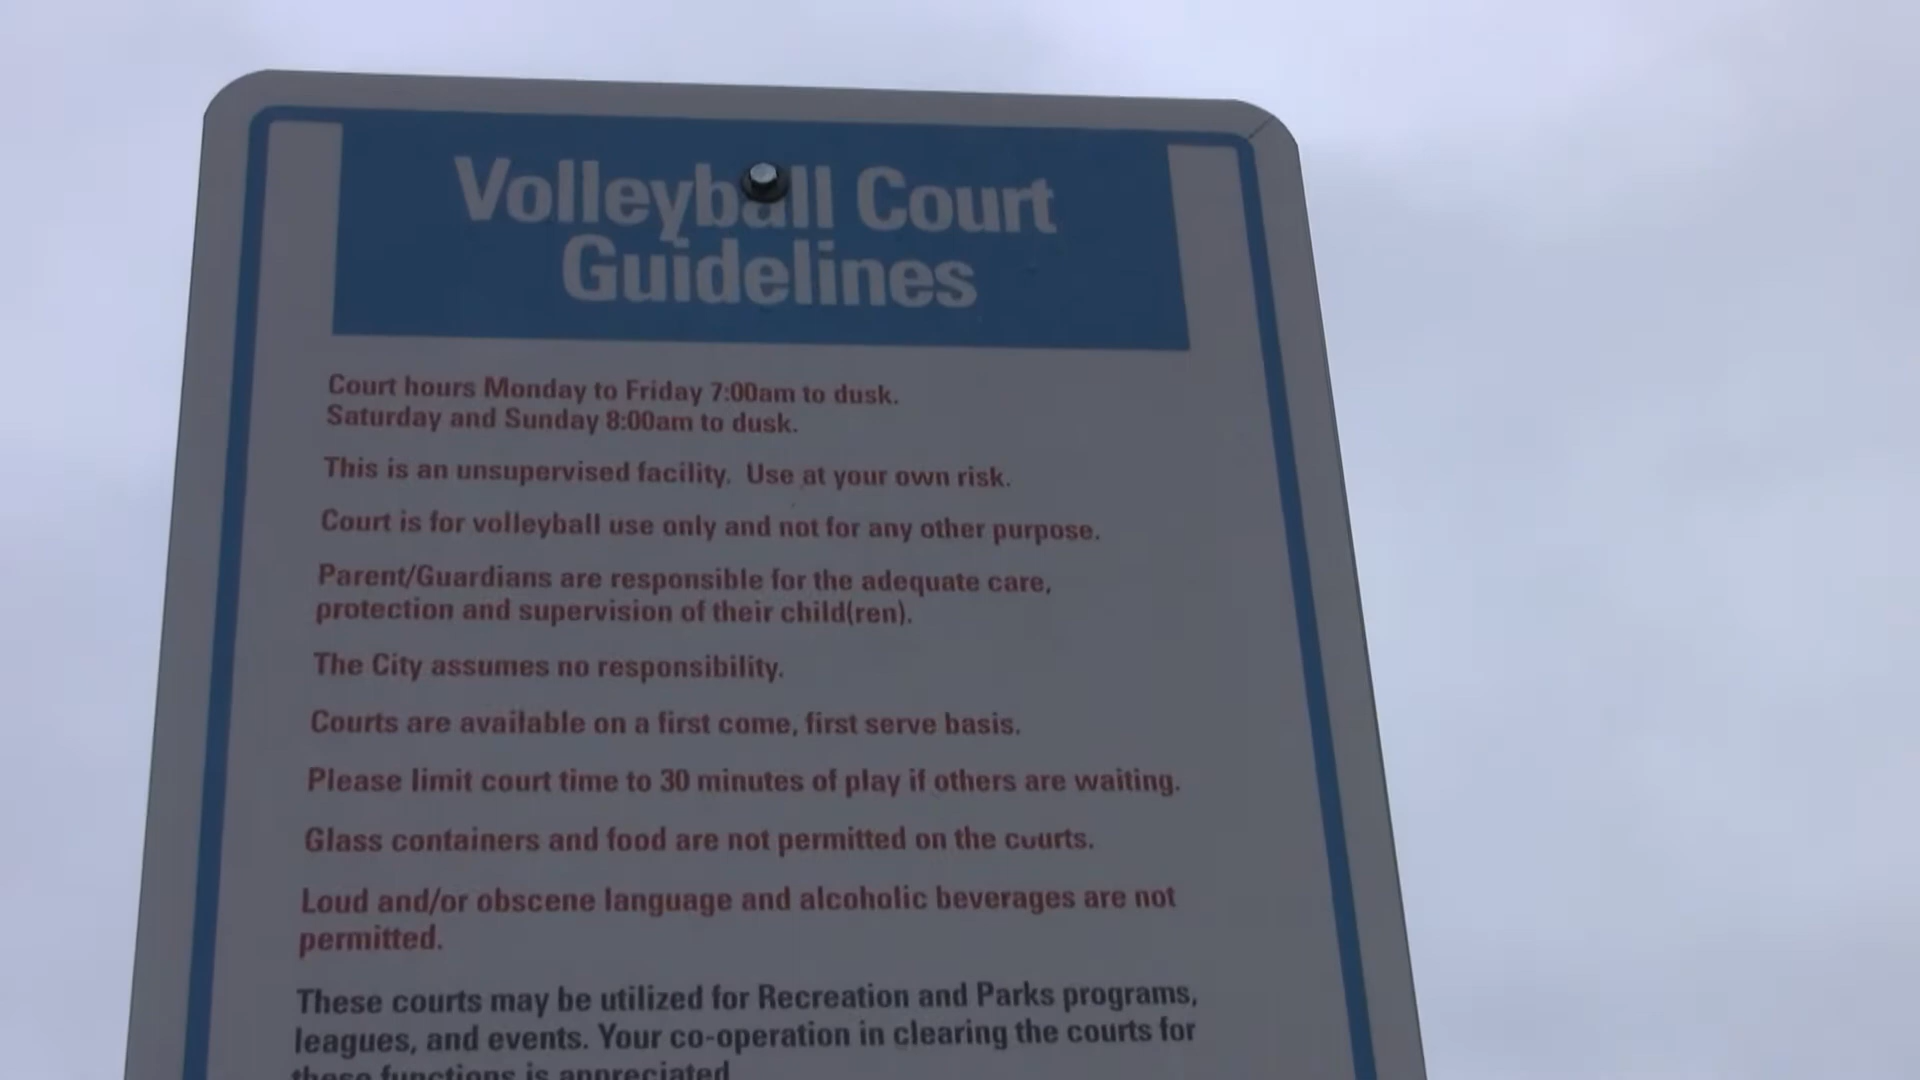 Volleyball Court
Guidelines
Court hours Monday to Friday 7:00am to dusk.
Saturday and Sunday 8:00am to dusk.
This is an unsupervised facility. Use at your own risk.
Court is for volleyball use only and not for any other purpose.
Parent/Guardians are responsible for the adequate care,
protection and supervision of their child(ren).
The City assumes no responsibility.
Courts are available on a first come, first serve basis.
Please limit court time to 30 minutes of play if others are waiting.
Glass containers and food are not permitted on the courts.
Loud and/or obscene language and alcoholic beverages are not
permitted.
These courts may be utilized for Recreation and Parks programs,
leagues, and events. Your co-operation in clearing the courts for
these functions is appreciated